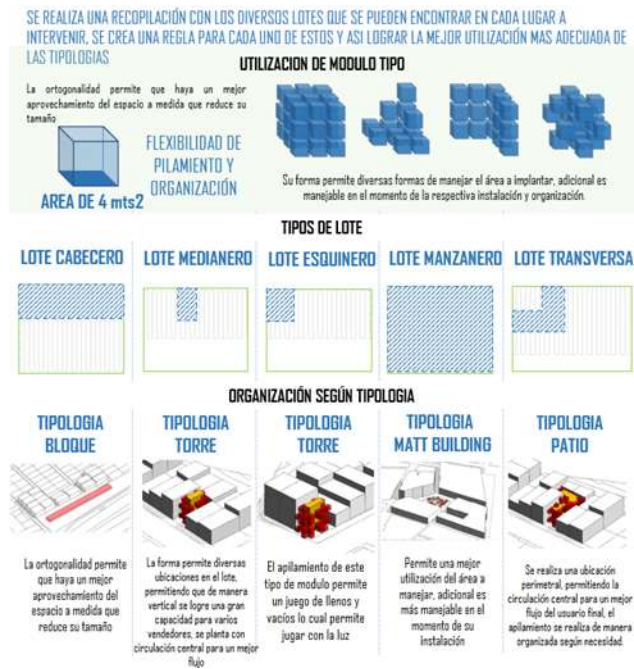 SE REALIZA UNA RECOPILACIÓN CON LOS DIVERSOS LOTES QUE SE PUEDEN ENCONTRAR EN CADA LUGAR A
INTERVENIR, SE CREA UNA REGLA PARA CADA UNO DE ESTOS Y ASI LOGRAR LA MEJOR UTILIZACIÓN MAS ADECUADA DE
LAS TIPOLOGIAS
UTILIZACION DE MODULO TIPO
La ortogonalidad permite que haya un mejor
aprovechamiento del espacio a medida que reduce su
tamaño
FLEXIBILIDAD DE
PILAMIENTO Y
ORGANIZACIÓN
AREA DE 4 mts2
Su forma permite diversas formas de manejar el área a implantar, adicional es
manejable en el momento de la respectiva instalación y organización.
TIPOS DE LOTE
LOTE CABECERO
LOTE MEDIANERO
LOTE ESQUINERO
LOTE MANZANERO
LOTE TRANSVERSA
ORGANIZACIÓN SEGÚN TIPOLOGIA
TIPOLOGIA
BLOQUE
La ortogonalidad permite
que haya un mejor
aprovechamiento del
espacio a medida que
reduce su tamaño
TIPOLOGIA
TORRE
La forma permite diversas
ubicaciones en el lote,
permitiendo que de manera
vertical se logre una gran
capacidad para varios
vendedores, se planta con
circulación central para un mejor
flujo
TIPOLOGIA
TORRE
El apilamiento de este
tipo de modulo permite
un juego de llenos y
vacíos lo cual permite
jugar con la luz
TIPOLOGIA
MATT BUILDING
Permite una mejor
utilización del área a
manejar, adicional es
más manejable en el
momento de su
instalación
TIPOLOGIA
PATIO
Se realiza una ubicación
perimetral, permitiendo la
circulación central para un mejor
flujo del usuario final, el
apilamiento se realiza de manera
organizada según necesidad.